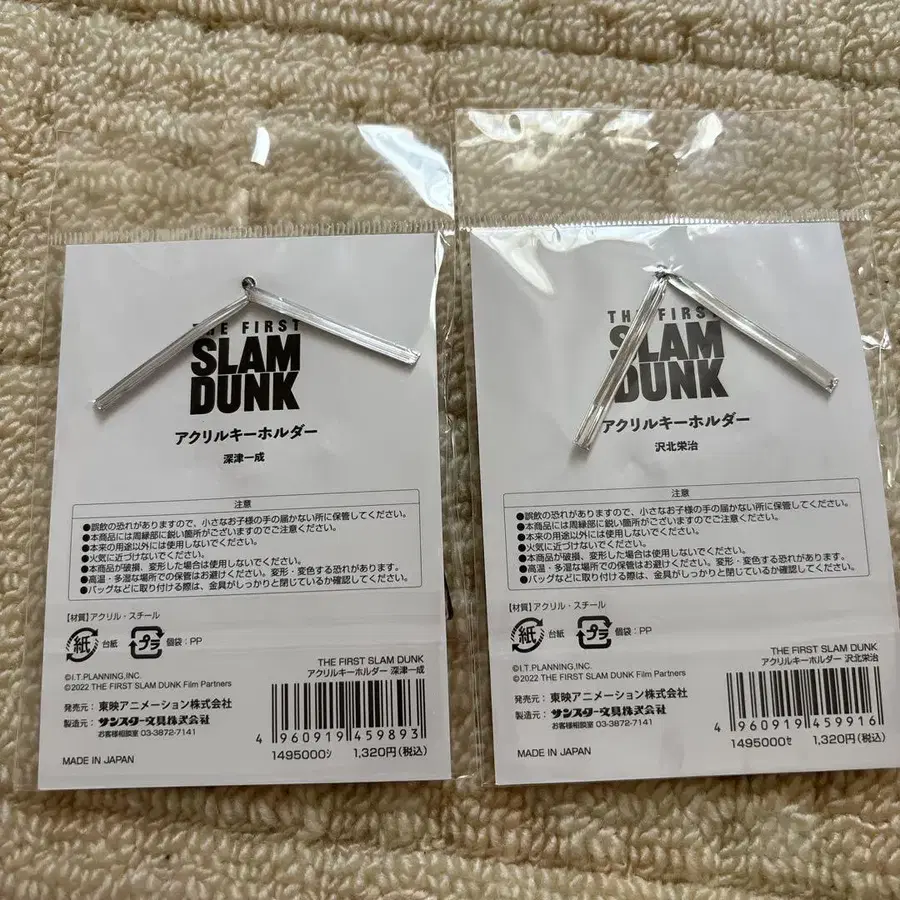 THE FIRST
SLAM
DUNK
アクリルキーホルダー
深津一成
注意
●誤飲の恐れがありますので、小さなお子様の手の届かない所に保管してください。
●本商品には周縁部に鋭い箇所がございますのでご注意ください。
●本来の用途以外には使用しないでください。
●火気に近づけないでください。
●本商品が破損、変形した場合は使用しないでください。
●高温・多湿な場所での保管はお避けください。変形・変色する恐れがあります。
●バッグなどに取り付ける際は、金具がしっかりと閉じているか確認してください。
【材質】アクリル・スチール
紙 台紙 プラ 個袋：PP
THE FIRST SLAM DUNK
アクリルキーホルダー 深津一成
©I.T.PLANNING,INC.
©2022 THE FIRST SLAM DUNK Film Partners
発売元： 東映アニメーション株式会社
製造元： サンスター文具株式会社
お客様相談室 03-3872-7141
MADE IN JAPAN
4 960919 459893
1495000ｼ 1,320円(税込)
THE FIRST
SLAM
DUNK
アクリルキーホルダー
沢北栄治
注意
●誤飲の恐れがありますので、小さなお子様の手の届かない所に保管してください。
●本商品には周縁部に鋭い箇所がございますのでご注意ください。
●本来の用途以外には使用しないでください。
●火気に近づけないでください。
●本商品が破損、変形した場合は使用しないでください。
●高温・多湿な場所での保管はお避けください。変形・変色する恐れがあります。
●バッグなどに取り付ける際は、金具がしっかりと閉じているか確認してください。
【材質】アクリル・スチール
紙 台紙 プラ 個袋：PP
THE FIRST SLAM DUNK
アクリルキーホルダー 沢北栄治
©I.T.PLANNING,INC.
©2022 THE FIRST SLAM DUNK Film Partners
発売元： 東映アニメーション株式会社
製造元： サンスター文具株式会社
お客様相談室 03-3872-7141
MADE IN JAPAN
4 960919 459916
1495000ｾ 1,320円(税込)